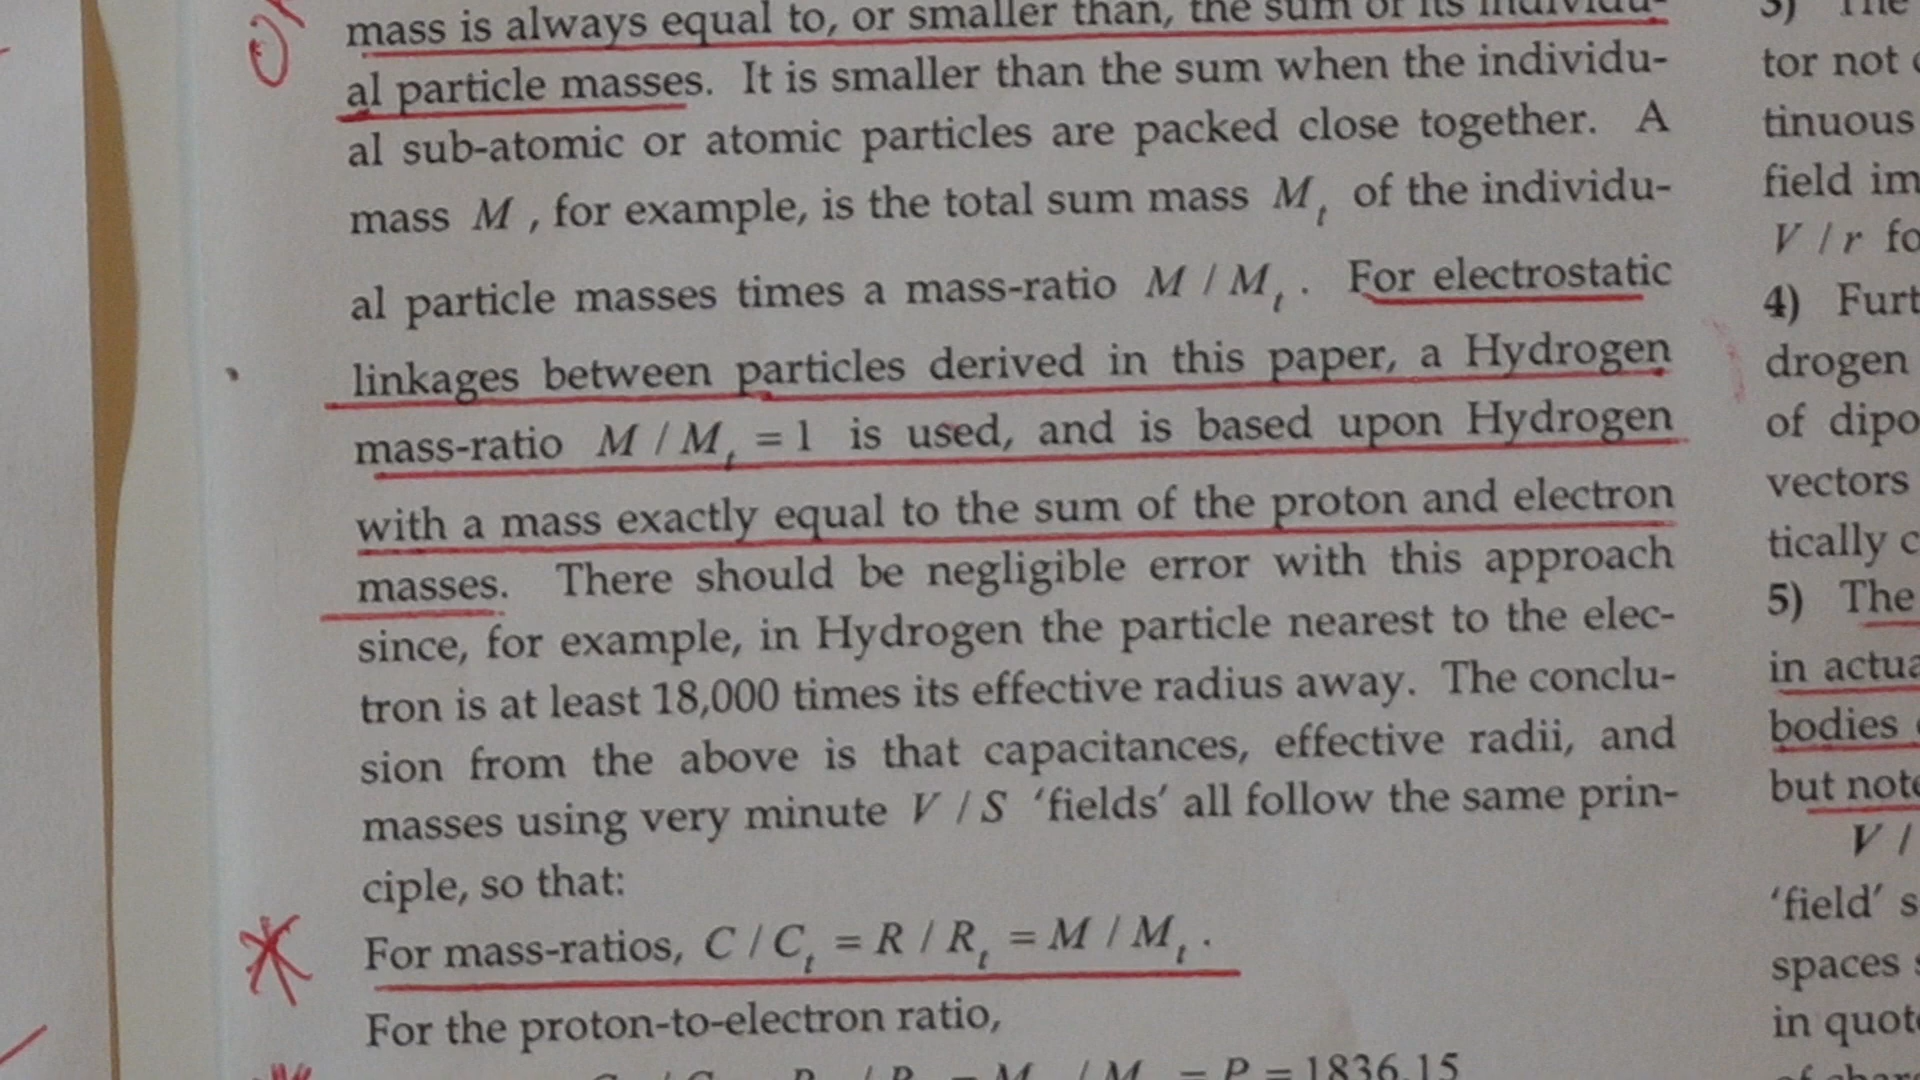 mass is always equal to, or smaller than, the sum of its individu-
al particle masses. It is smaller than the sum when the individu-
al sub-atomic or atomic particles are packed close together. A
mass M , for example, is the total sum mass Mₜ of the individu-
al particle masses times a mass-ratio M / Mₜ . For electrostatic
linkages between particles derived in this paper, a Hydrogen
mass-ratio M / Mₜ = 1 is used, and is based upon Hydrogen
with a mass exactly equal to the sum of the proton and electron
masses. There should be negligible error with this approach
since, for example, in Hydrogen the particle nearest to the elec-
tron is at least 18,000 times its effective radius away. The conclu-
sion from the above is that capacitances, effective radii, and
masses using very minute V / S ‘fields’ all follow the same prin-
ciple, so that:
For mass-ratios, C / Cₜ = R / Rₜ = M / Mₜ .
For the proton-to-electron ratio,
= P = 1836.15
3) The
tor not
tinuous
field im
V / r fo
4) Furt
drogen
of dipo
vectors
tically c
5) The
in actua
bodies
but note
V /
‘field’ s
spaces
in quote